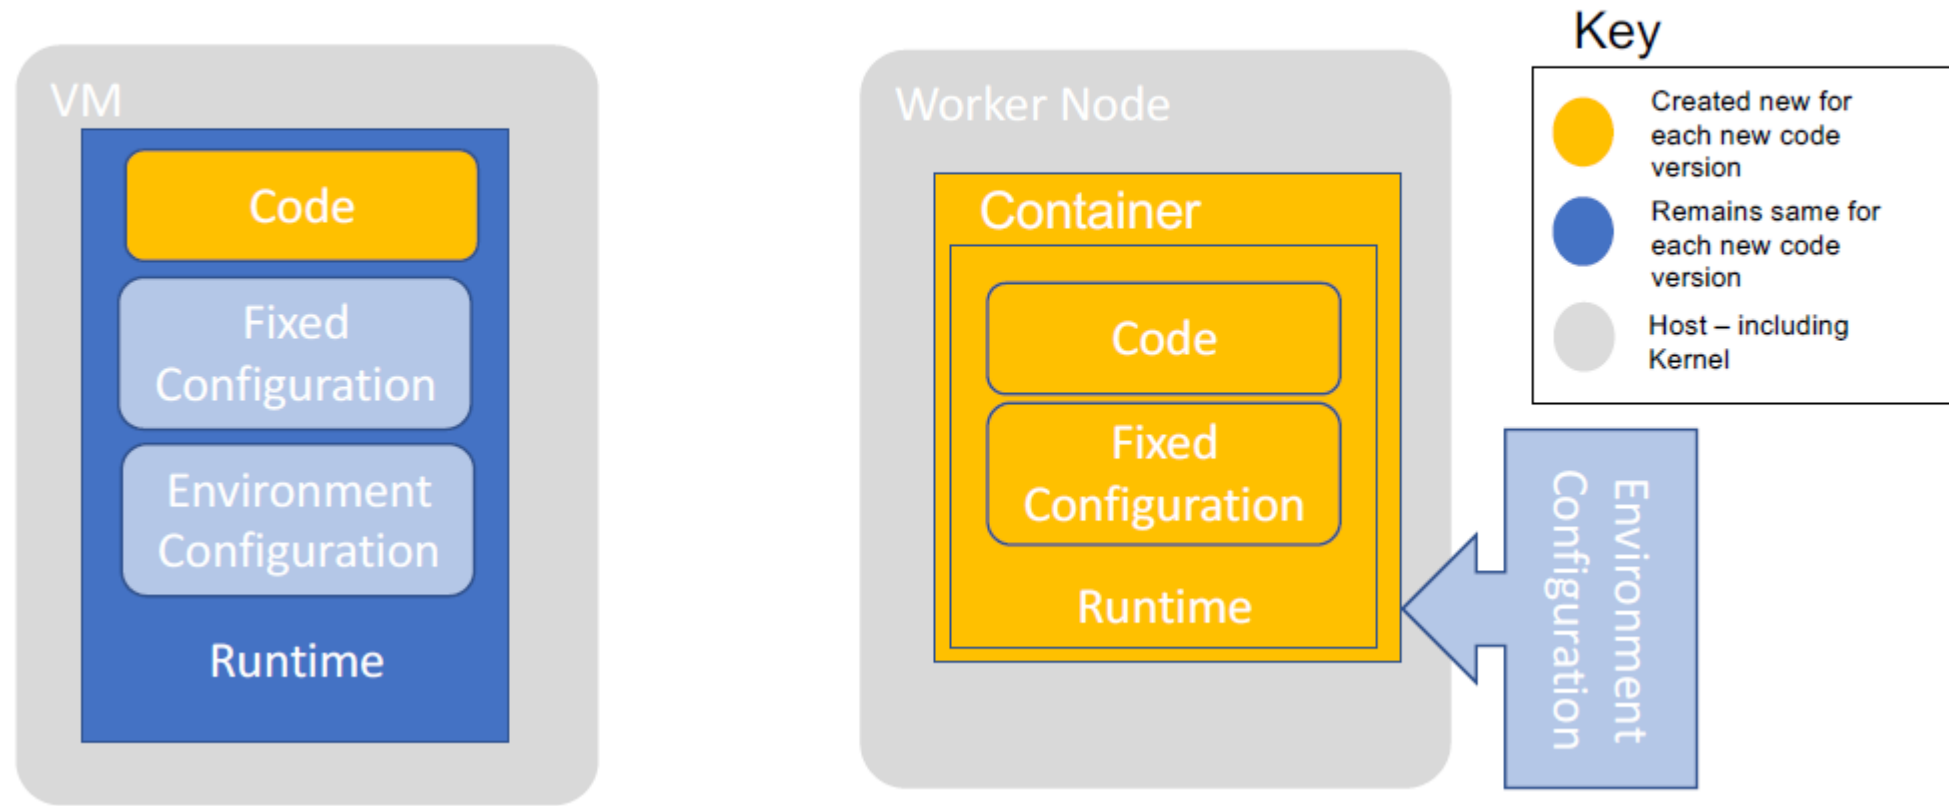 VM
Code
Fixed
Configuration
Environment
Configuration
Runtime
Worker Node
Container
Code
Fixed
Configuration
Runtime
Environment
Configuration
Key
Created new for
each new code
version
Remains same for
each new code
version
Host – including
Kernel